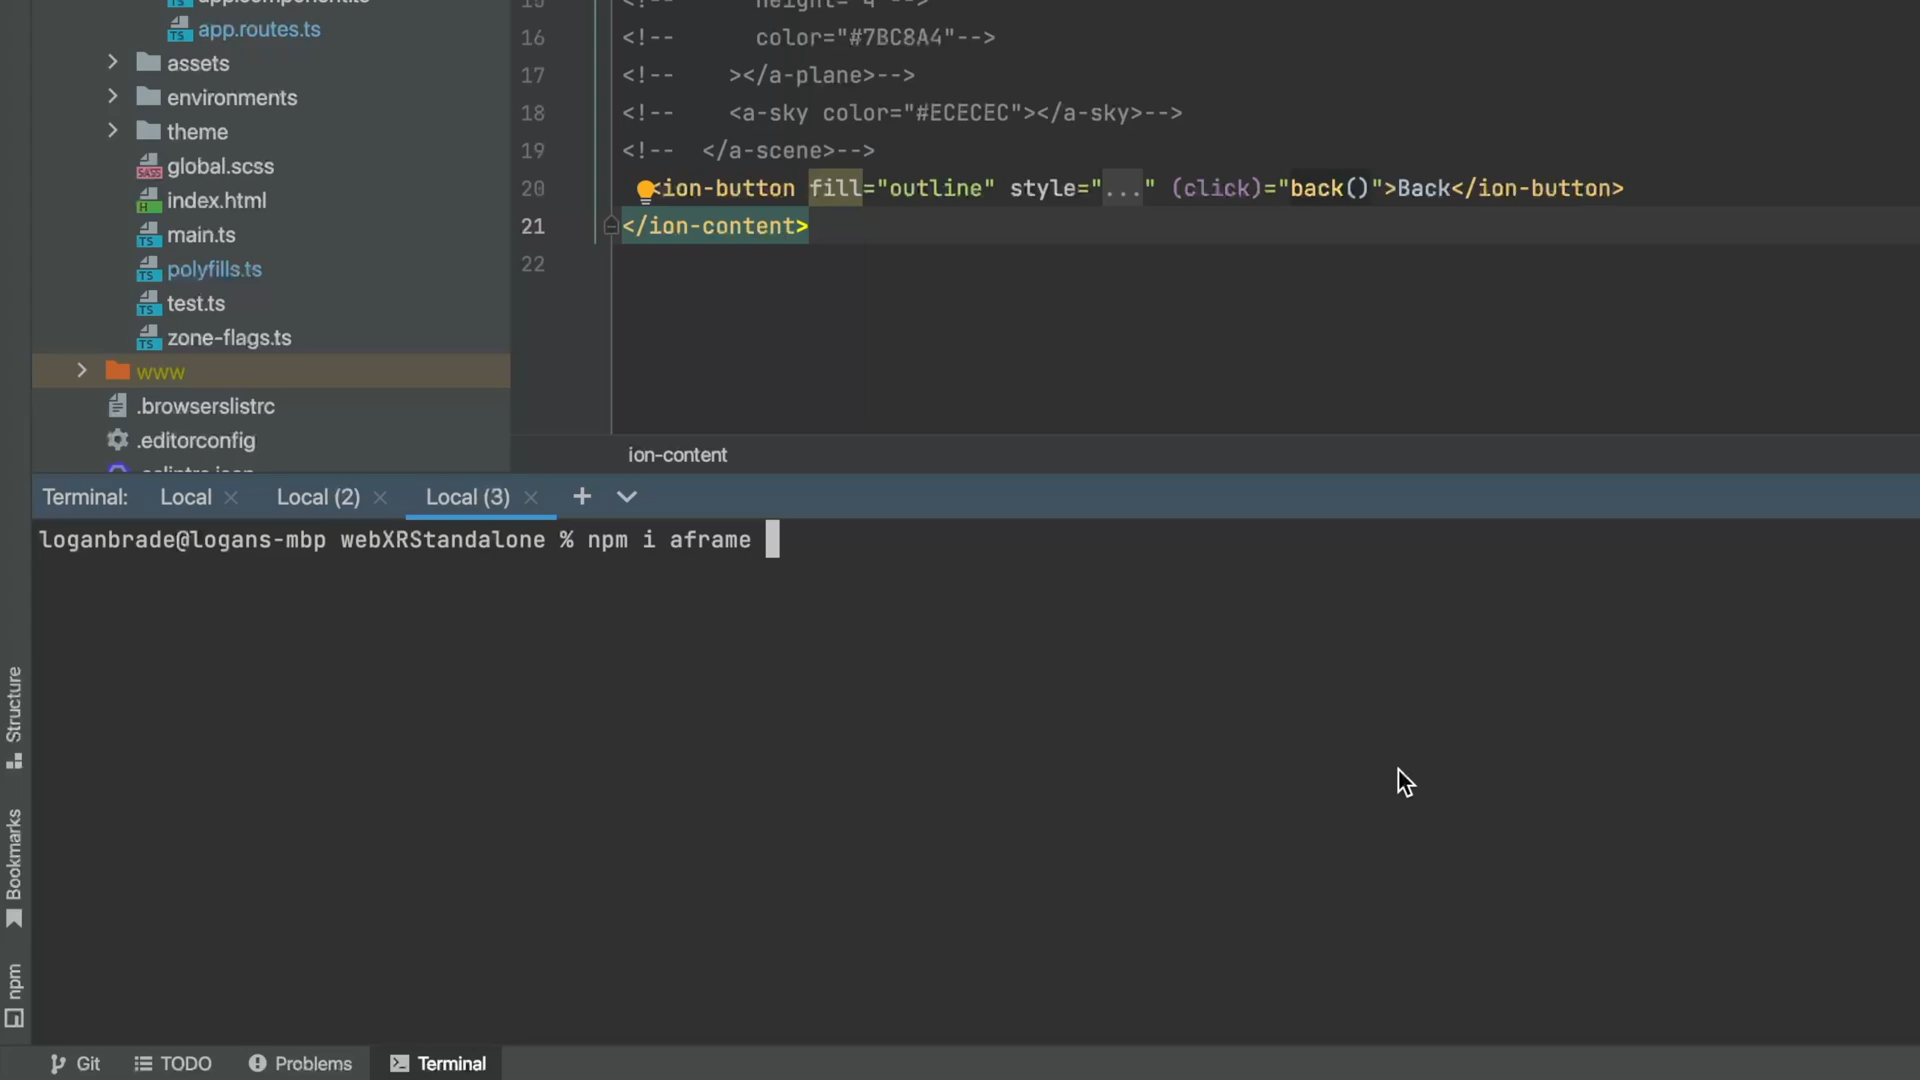 app.routes.ts
assets
environments
theme
global.scss
index.html
main.ts
polyfills.ts
test.ts
zone-flags.ts
www
.browserslistrc
.editorconfig
16 <!--      color="#7BC8A4"-->
17 <!--    ></a-plane>-->
18 <!--    <a-sky color="#ECECEC"></a-sky>-->
19 <!--  </a-scene>-->
20 <ion-button fill="outline" style="..." (click)="back()">Back</ion-button>
21 </ion-content>
22
ion-content
Terminal: Local Local (2) Local (3)
loganbrade@logans-mbp webXRStandalone % npm i aframe
Structure
Bookmarks
npm
Git TODO Problems Terminal